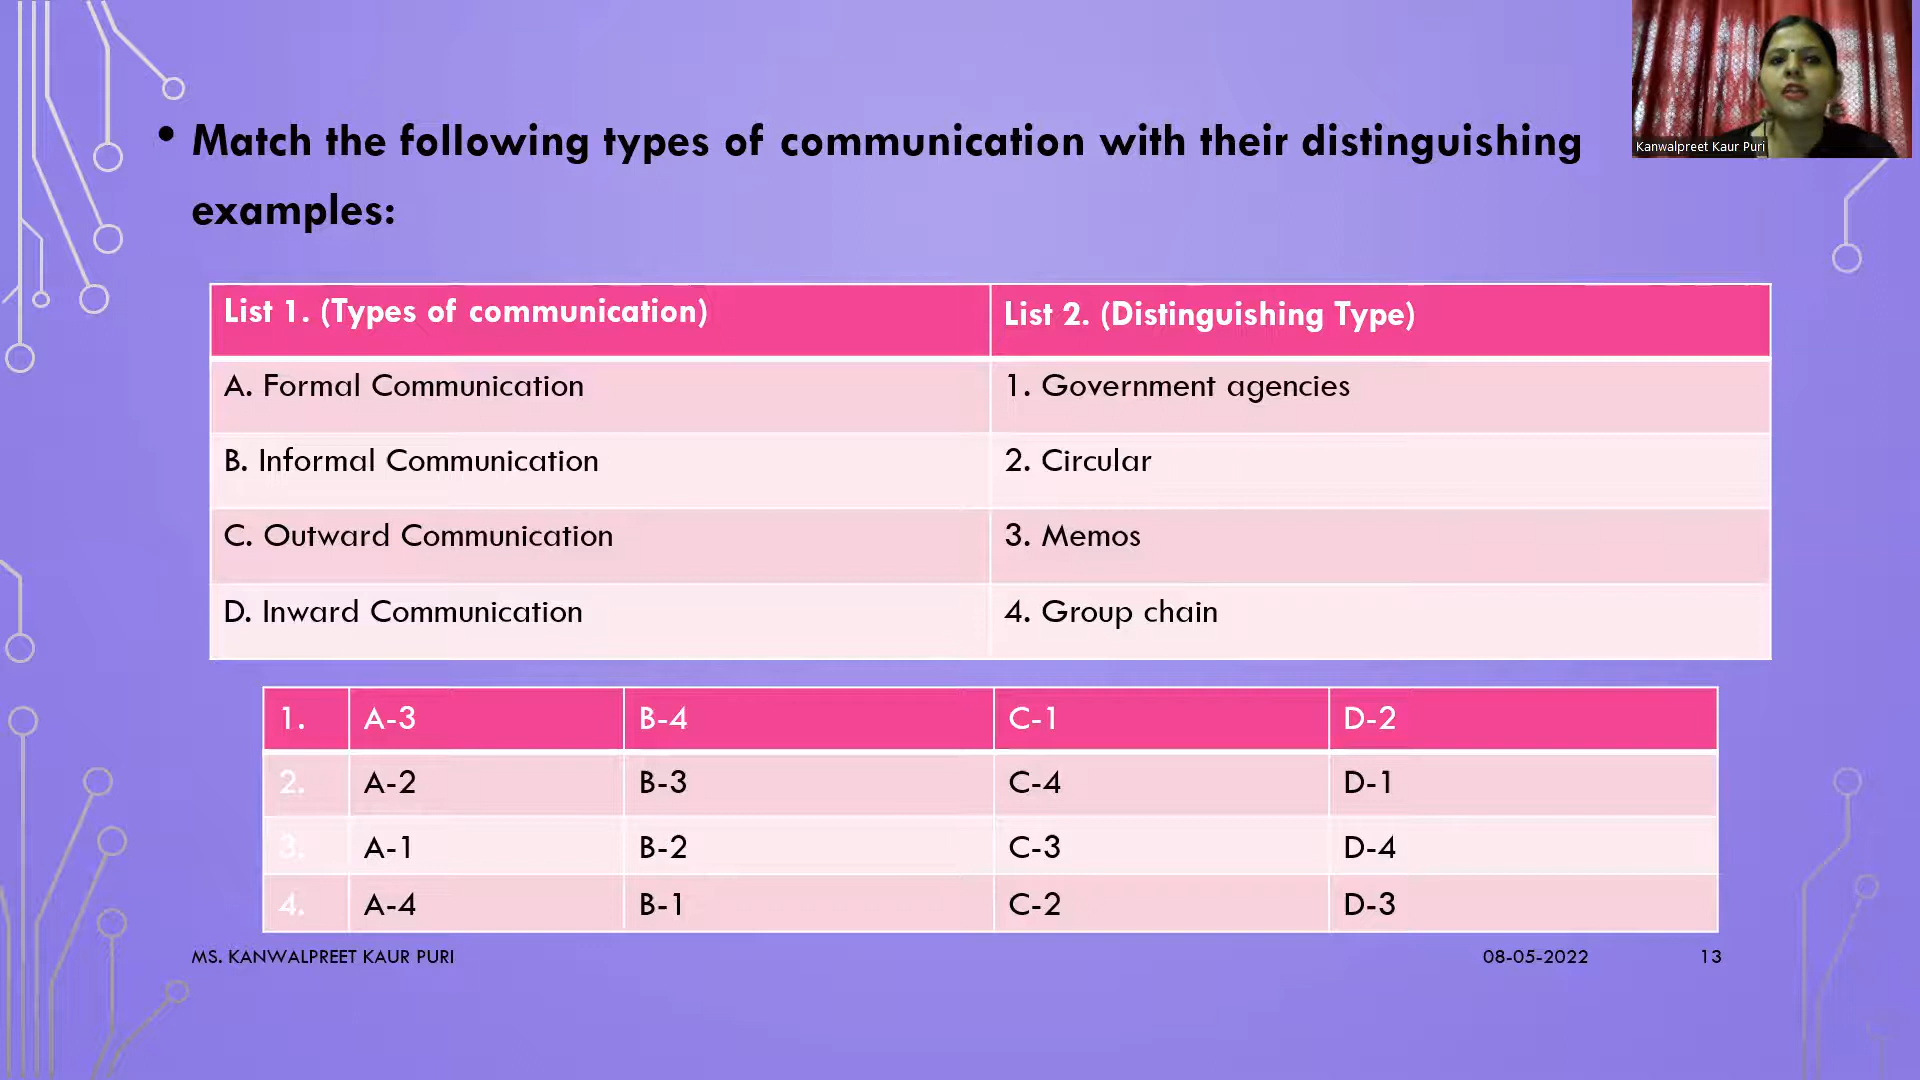 Kanwalpreet Kaur Puri
• Match the following types of communication with their distinguishing
examples:
List 1. (Types of communication) List 2. (Distinguishing Type)
A. Formal Communication 1. Government agencies
B. Informal Communication 2. Circular
C. Outward Communication 3. Memos
D. Inward Communication 4. Group chain
1. A-3 B-4 C-1 D-2
2. A-2 B-3 C-4 D-1
3. A-1 B-2 C-3 D-4
4. A-4 B-1 C-2 D-3
MS. KANWALPREET KAUR PURI 08-05-2022 13